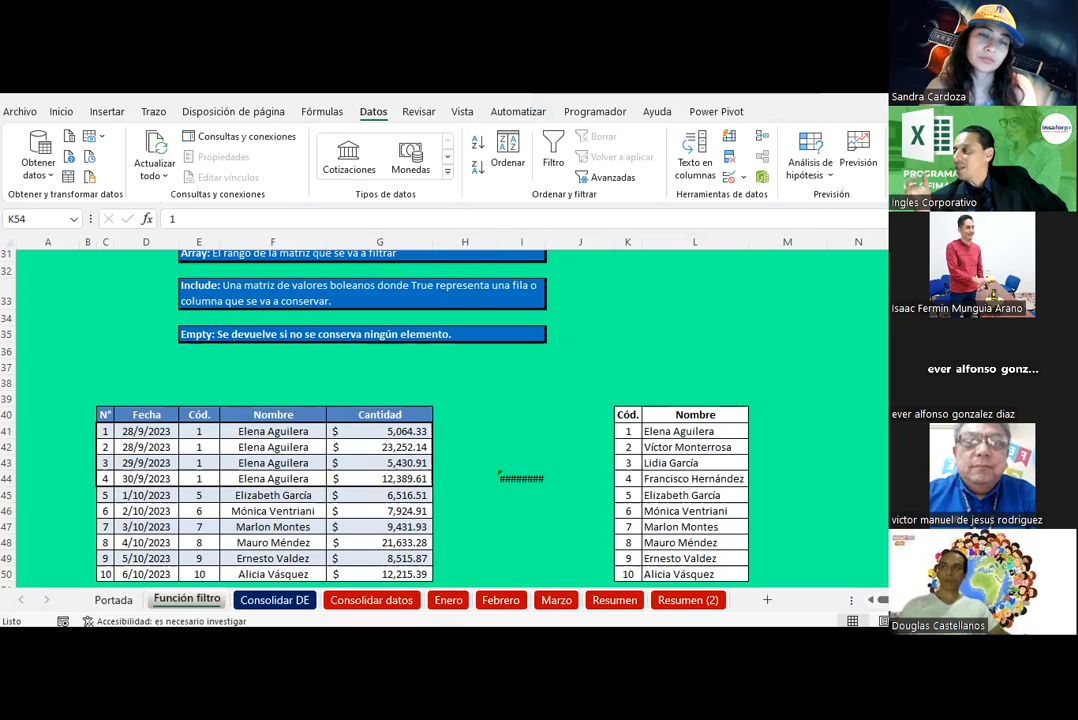 Archivo Inicio Insertar Trazo Disposición de página Fórmulas Datos Revisar Vista Automatizar Programador Ayuda Power Pivot
Obtener datos
Actualizar todo
Consultas y conexiones
Propiedades
Editar vínculos
Cotizaciones
Monedas
Ordenar
Filtro
Borrar
Volver a aplicar
Avanzadas
Texto en columnas
Análisis de hipótesis
Previsión
Obtener y transformar datos Consultas y conexiones Tipos de datos Ordenar y filtrar Herramientas de datos Previsión
K54 fx 1
A B C D E F G H I J K L M N
31 Array: El rango de la matriz que se va a filtrar
32
Include: Una matriz de valores boleanos donde True representa una fila o
33 columna que se va a conservar.
34
35 Empty: Se devuelve si no se conserva ningún elemento.
36
37
38
39
40 N° Fecha Cód. Nombre Cantidad Cód. Nombre
41 1 28/9/2023 1 Elena Aguilera $ 5,064.33 1 Elena Aguilera
42 2 28/9/2023 1 Elena Aguilera $ 23,252.14 2 Víctor Monterrosa
43 3 29/9/2023 1 Elena Aguilera $ 5,430.91 3 Lidia García
44 4 30/9/2023 1 Elena Aguilera $ 12,389.61 ######## 4 Francisco Hernández
45 5 1/10/2023 5 Elizabeth García $ 6,516.51 5 Elizabeth García
46 6 2/10/2023 6 Mónica Ventriani $ 7,924.91 6 Mónica Ventriani
47 7 3/10/2023 7 Marlon Montes $ 9,431.93 7 Marlon Montes
48 8 4/10/2023 8 Mauro Méndez $ 21,633.28 8 Mauro Méndez
49 9 5/10/2023 9 Ernesto Valdez $ 8,515.87 9 Ernesto Valdez
50 10 6/10/2023 10 Alicia Vásquez $ 12,215.39 10 Alicia Vásquez
Portada Función filtro Consolidar DE Consolidar datos Enero Febrero Marzo Resumen Resumen (2)
Listo Accesibilidad: es necesario investigar
Sandra Cardoza
X
insaforp
Ingles Corporativo
Isaac Fermin Munguia Arano
ever alfonso gonz...
ever alfonso gonzalez diaz
victor manuel de jesus rodriguez
Douglas Castellanos